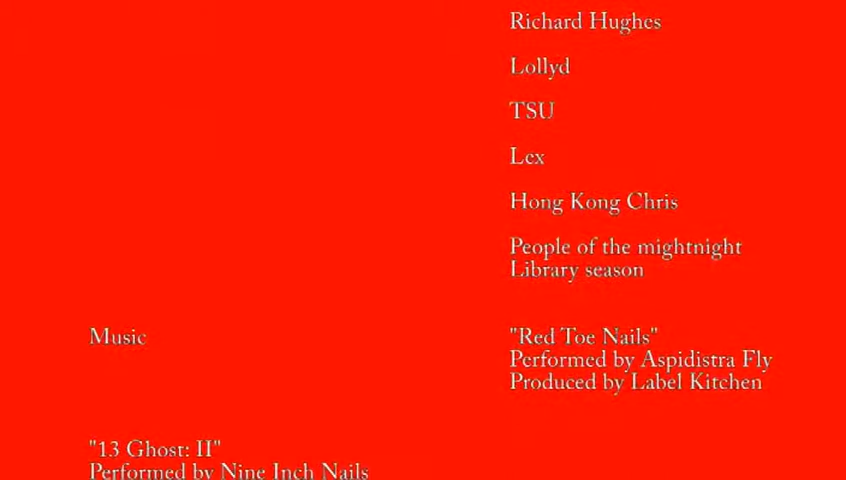 Richard Hughes
Lollyd
TSU
Lex
Hong Kong Chris
People of the mightnight
Library season
Music
"Red Toe Nails"
Performed by Aspidistra Fly
Produced by Label Kitchen
"13 Ghost: II"
Performed by Nine Inch Nails